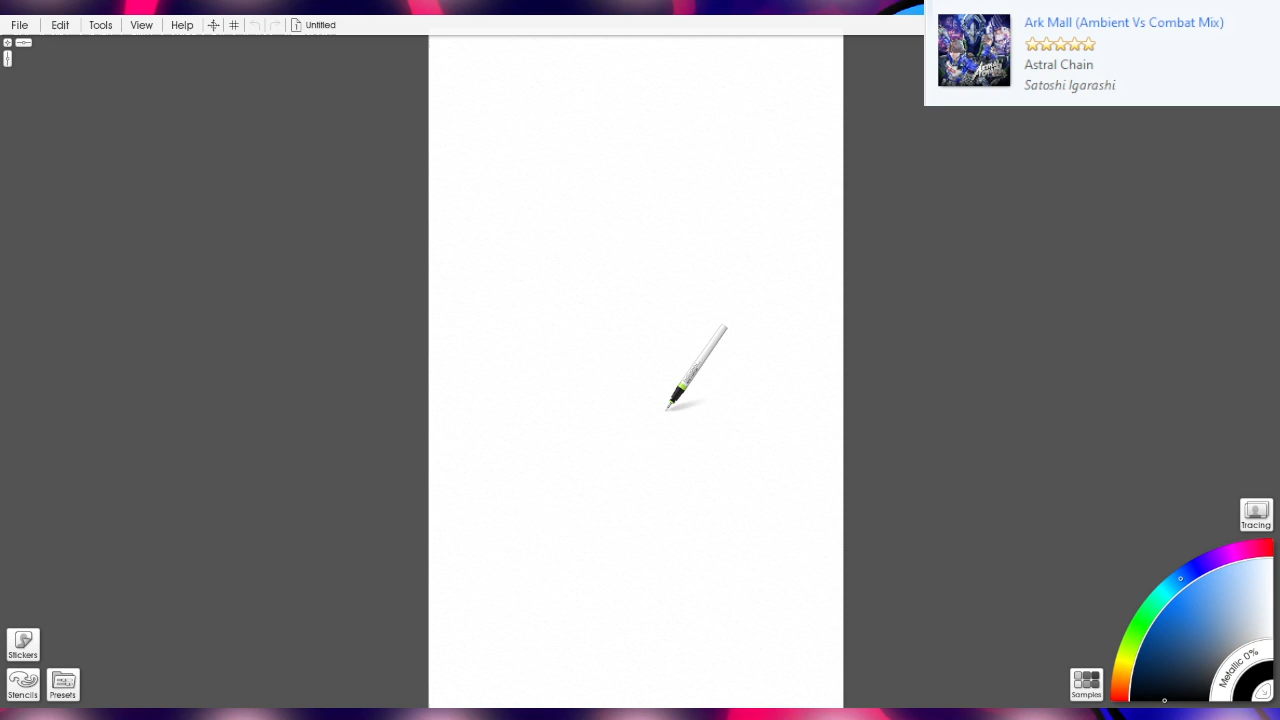 File Edit Tools View Help Untitled
Ark Mall (Ambient Vs Combat Mix)
Astral Chain
Satoshi Igarashi
Tracing
Metallic 0%
Stickers
Stencils Presets Samples